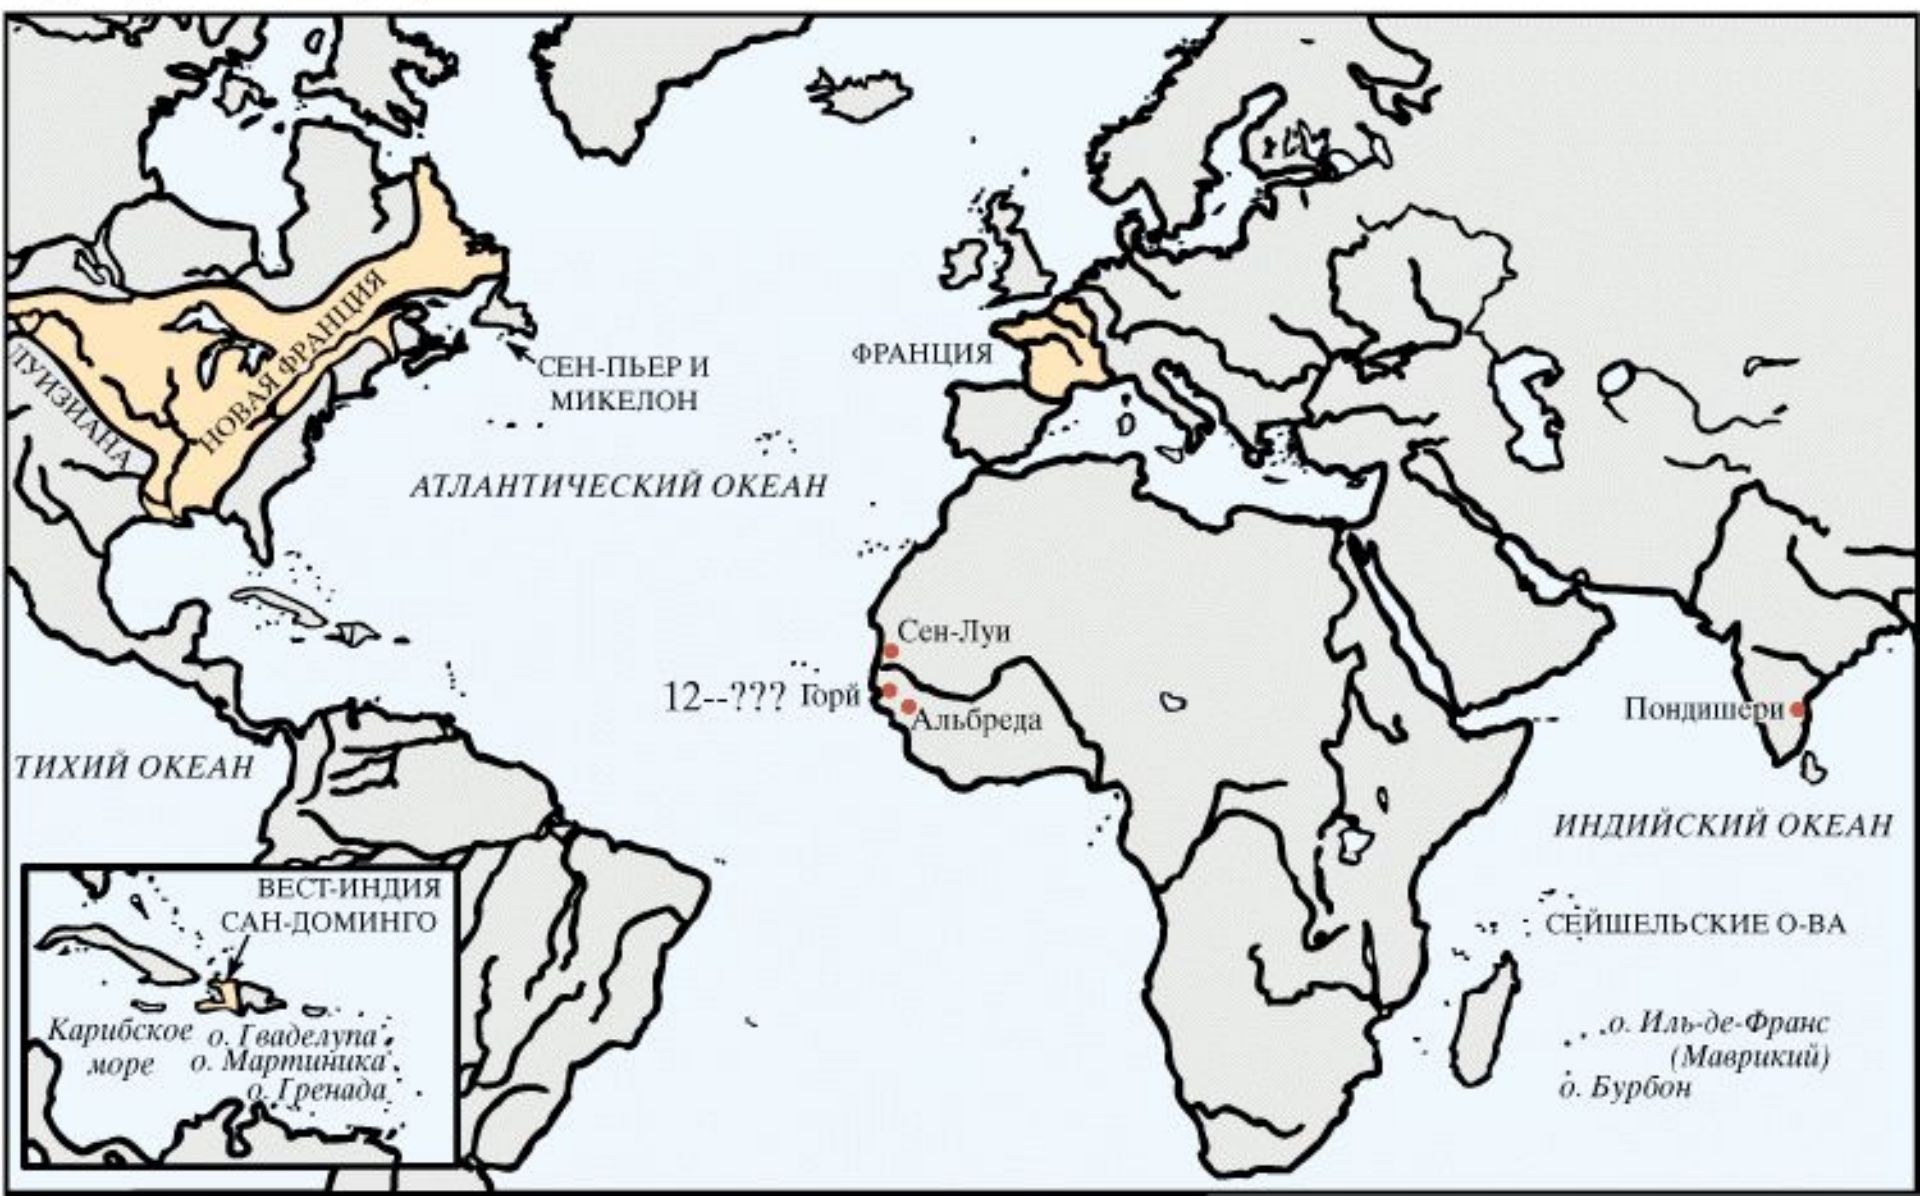 НОВАЯ ФРАНЦИЯ
ЛУИЗИАНА
СЕН-ПЬЕР И
МИКЕЛОН
ФРАНЦИЯ
АТЛАНТИЧЕСКИЙ ОКЕАН
Сен-Луи
12--??? Горй
Альбреда
Пондишери
ТИХИЙ ОКЕАН
ИНДИЙСКИЙ ОКЕАН
СЕЙШЕЛЬСКИЕ О-ВА
о. Иль-де-Франс
(Маврикий)
о. Бурбон
ВЕСТ-ИНДИЯ
САН-ДОМИНГО
Карибское
море
о. Гваделупа
о. Мартиника
о. Гренада